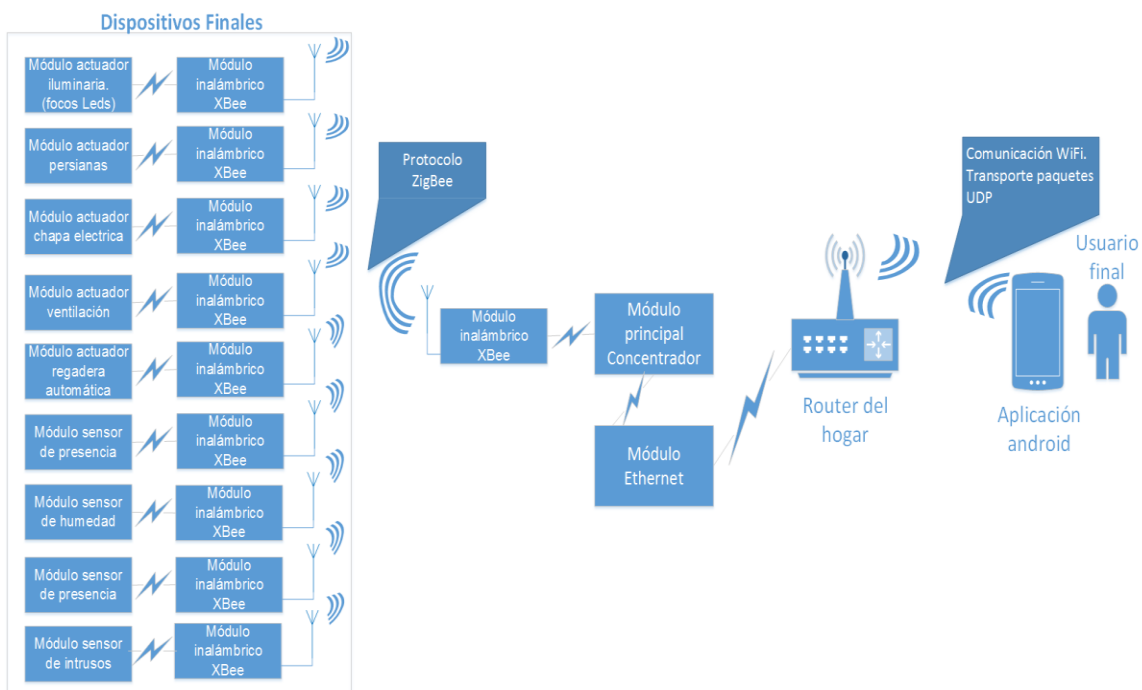 Dispositivos Finales
Módulo actuador
iluminaria.
(focos Leds)
Módulo
inalámbrico
XBee
Módulo actuador
persianas
Módulo
inalámbrico
XBee
Módulo actuador
chapa electrica
Módulo
inalámbrico
XBee
Módulo actuador
ventilación
Módulo
inalámbrico
XBee
Módulo actuador
regadera
automática
Módulo
inalámbrico
XBee
Módulo sensor
de presencia
Módulo
inalámbrico
XBee
Módulo sensor
de humedad
Módulo
inalámbrico
XBee
Módulo sensor
de presencia
Módulo
inalámbrico
XBee
Módulo sensor
de intrusos
Módulo
inalámbrico
XBee
Protocolo
ZigBee
Módulo
inalámbrico
XBee
Módulo
principal
Concentrador
Módulo
Ethernet
Router del
hogar
Comunicación WiFi.
Transporte paquetes
UDP
Usuario
final
Aplicación
android